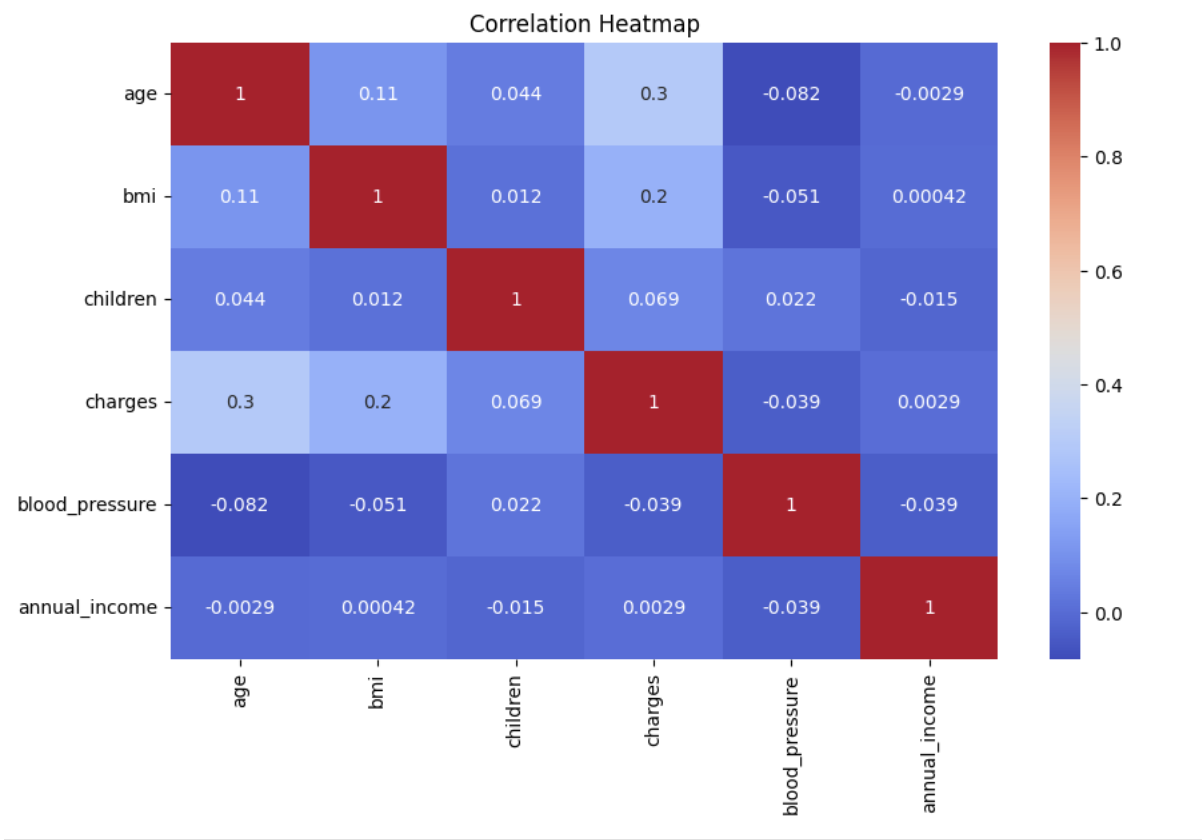 Correlation Heatmap
age 1 0.11 0.044 0.3 -0.082 -0.0029
bmi 0.11 1 0.012 0.2 -0.051 0.00042
children 0.044 0.012 1 0.069 0.022 -0.015
charges 0.3 0.2 0.069 1 -0.039 0.0029
blood_pressure -0.082 -0.051 0.022 -0.039 1 -0.039
annual_income -0.0029 0.00042 -0.015 0.0029 -0.039 1
age bmi children charges blood_pressure annual_income
1.0
0.8
0.6
0.4
0.2
0.0